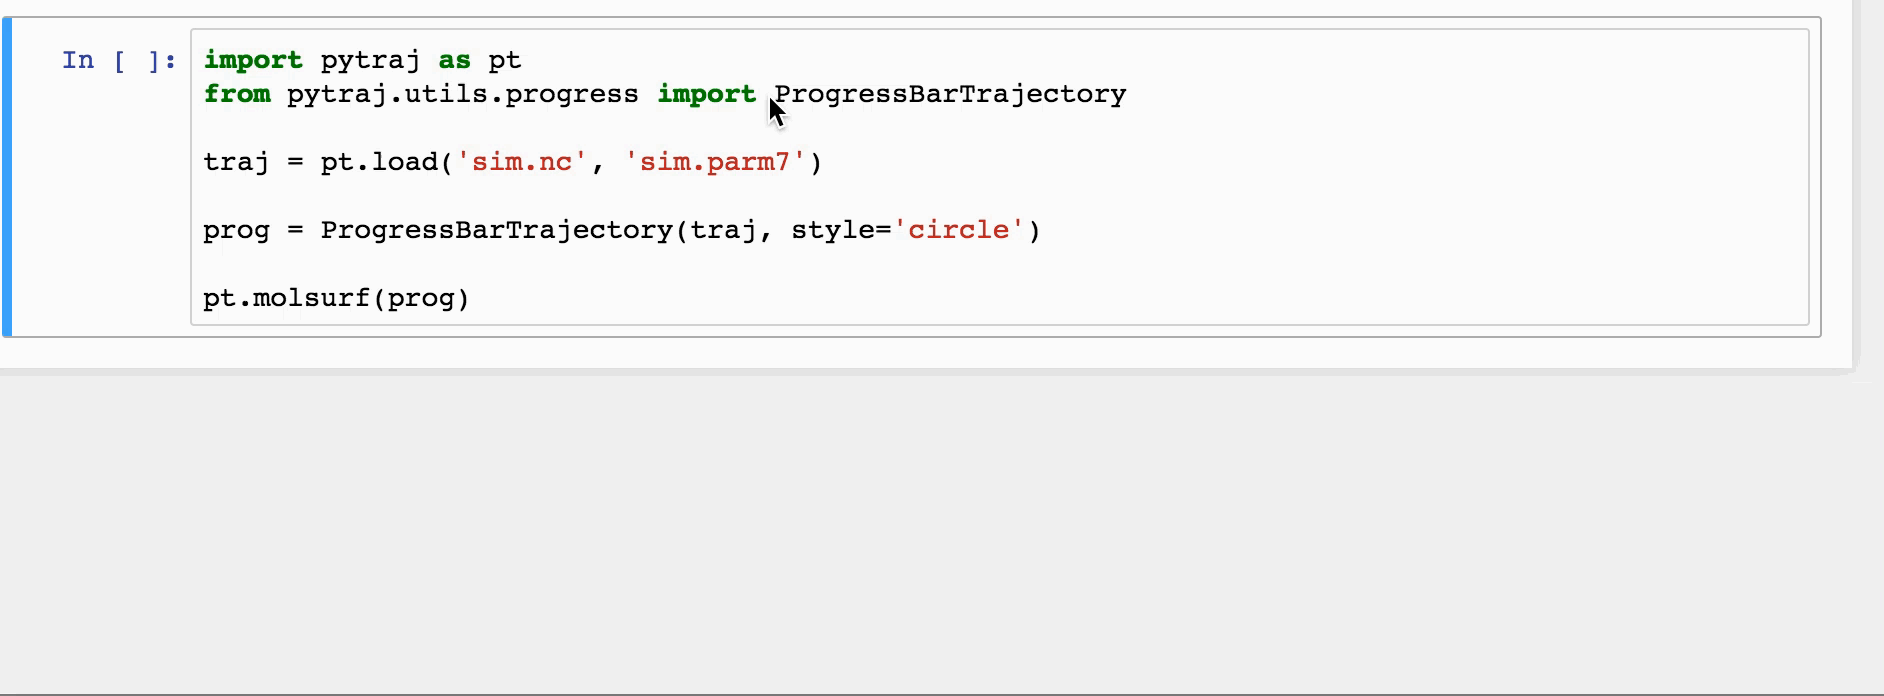 In [ ]: import pytraj as pt
from pytraj.utils.progress import ProgressBarTrajectory
traj = pt.load('sim.nc', 'sim.parm7')
prog = ProgressBarTrajectory(traj, style='circle')
pt.molsurf(prog)